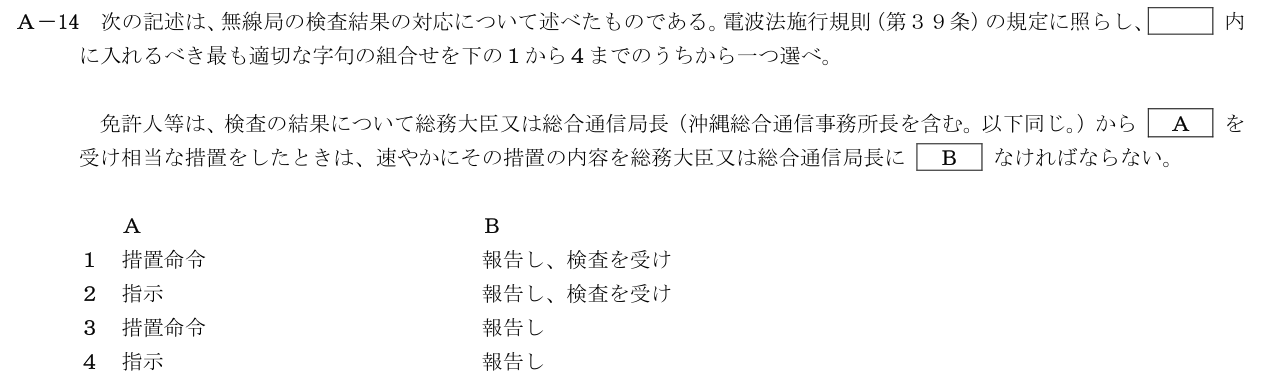 A-14 次の記述は、無線局の検査結果の対応について述べたものである。電波法施行規則(第39条)の規定に照らし、 内
に入れるべき最も適切な字句の組合せを下の1から4までのうちから一つ選べ。
免許人等は、検査の結果について総務大臣又は総合通信局長(沖縄総合通信事務所長を含む。以下同じ。)から A を
受け相当な措置をしたときは、速やかにその措置の内容を総務大臣又は総合通信局長に B なければならない。
A B
1 措置命令 報告し、検査を受け
2 指示 報告し、検査を受け
3 措置命令 報告し
4 指示 報告し